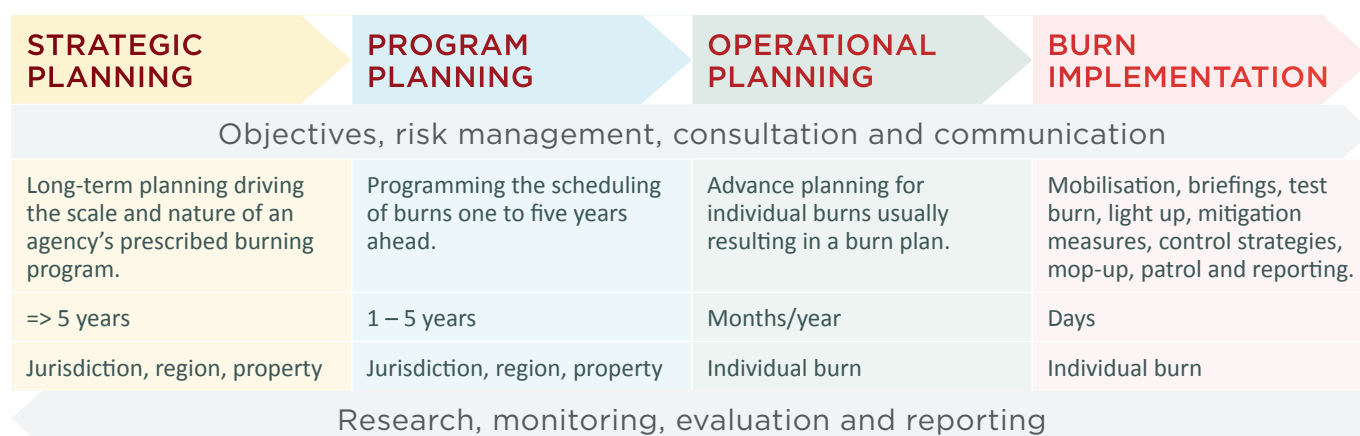 STRATEGIC
PLANNING
PROGRAM
PLANNING
OPERATIONAL
PLANNING
BURN
IMPLEMENTATION
Objectives, risk management, consultation and communication
Long-term planning driving
the scale and nature of an
agency’s prescribed burning
program.
Programming the scheduling
of burns one to five years
ahead.
Advance planning for
individual burns usually
resulting in a burn plan.
Mobilisation, briefings, test
burn, light up, mitigation
measures, control strategies,
mop-up, patrol and reporting.
=> 5 years
1 – 5 years
Months/year
Days
Jurisdiction, region, property
Jurisdiction, region, property
Individual burn
Individual burn
Research, monitoring, evaluation and reporting